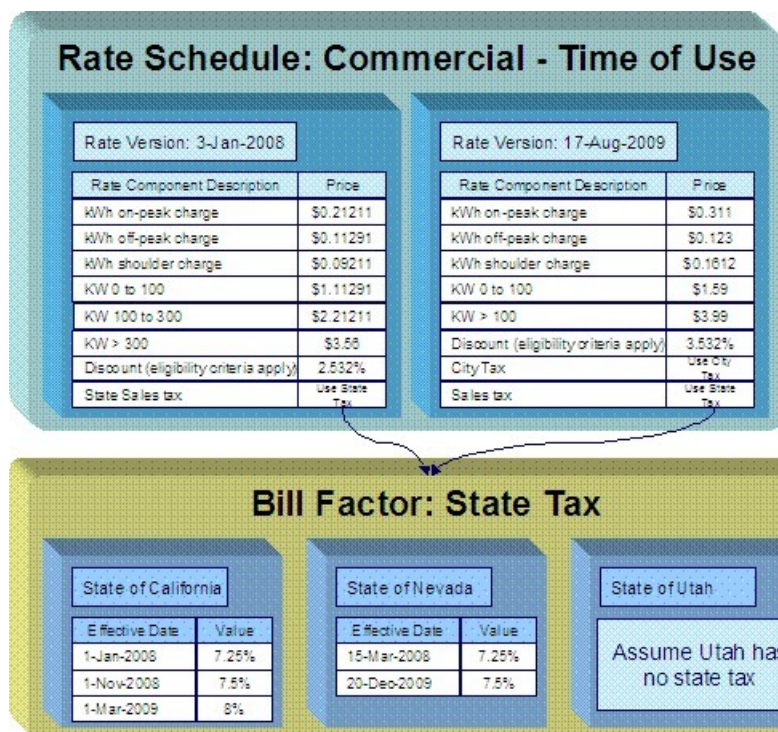 Rate Schedule: Commercial - Time of Use
Rate Version: 3-Jan-2008
Rate Component Description Price
kWh on-peak charge $0.21211
kWh off-peak charge $0.11291
kWh shoulder charge $0.09211
KW 0 to 100 $1.11291
KW 100 to 300 $2.21211
KW > 300 $3.56
Discount (eligibility criteria apply) 2.532%
State Sales tax Use State Tax
Rate Version: 17-Aug-2009
Rate Component Description Price
kWh on-peak charge $0.311
kWh off-peak charge $0.123
kWh shoulder charge $0.1612
KW 0 to 100 $1.59
KW > 100 $3.99
Discount (eligibility criteria apply) 3.532%
City Tax Use City Tax
Sales tax Use State Tax
Bill Factor: State Tax
State of California
Effective Date Value
1-Jan-2008 7.25%
1-Nov-2008 7.5%
1-Mar-2009 8%
State of Nevada
Effective Date Value
15-Mar-2008 7.25%
20-Dec-2009 7.5%
State of Utah
Assume Utah has
no state tax